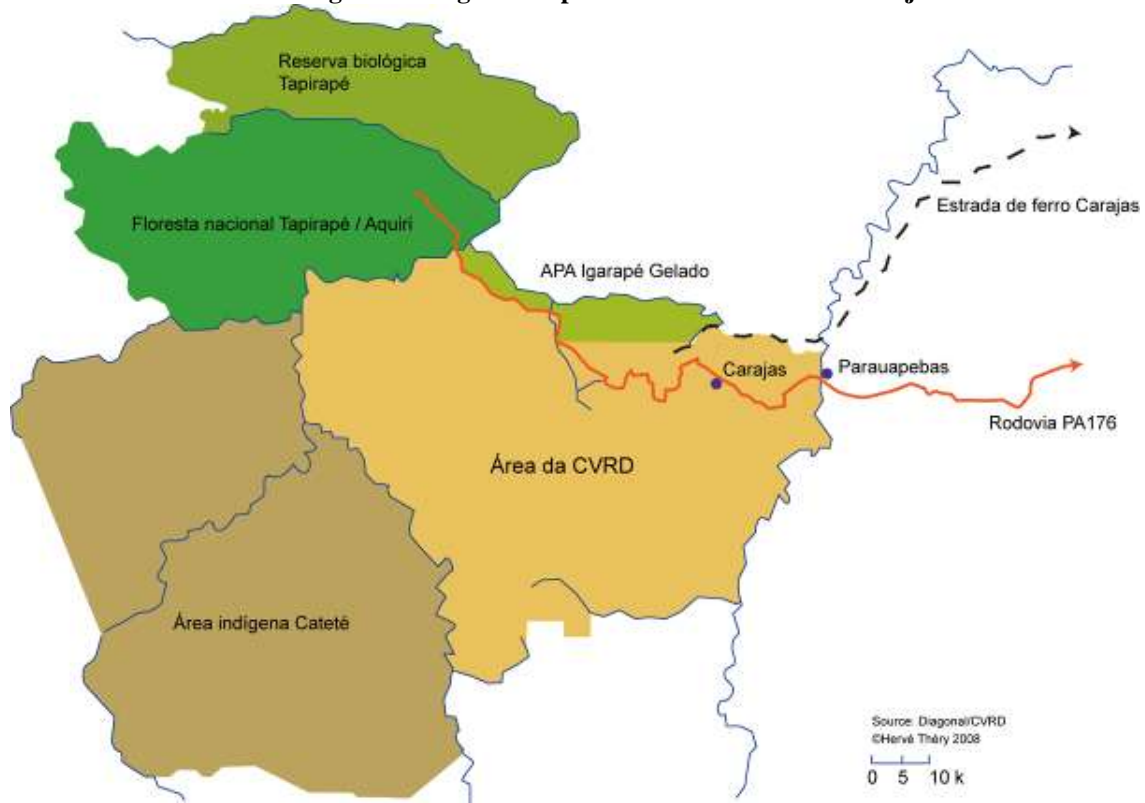 Reserva biológica
Tapirapé
Floresta nacional Tapirapé / Aquirí
Estrada de ferro Carajas
APA Igarapé Gelado
Carajas
Parauapebas
Rodovia PA176
Área da CVRD
Área indígena Cateté
Source: Diagonal/CVRD
©Hervé Théry 2008
0 5 10 k